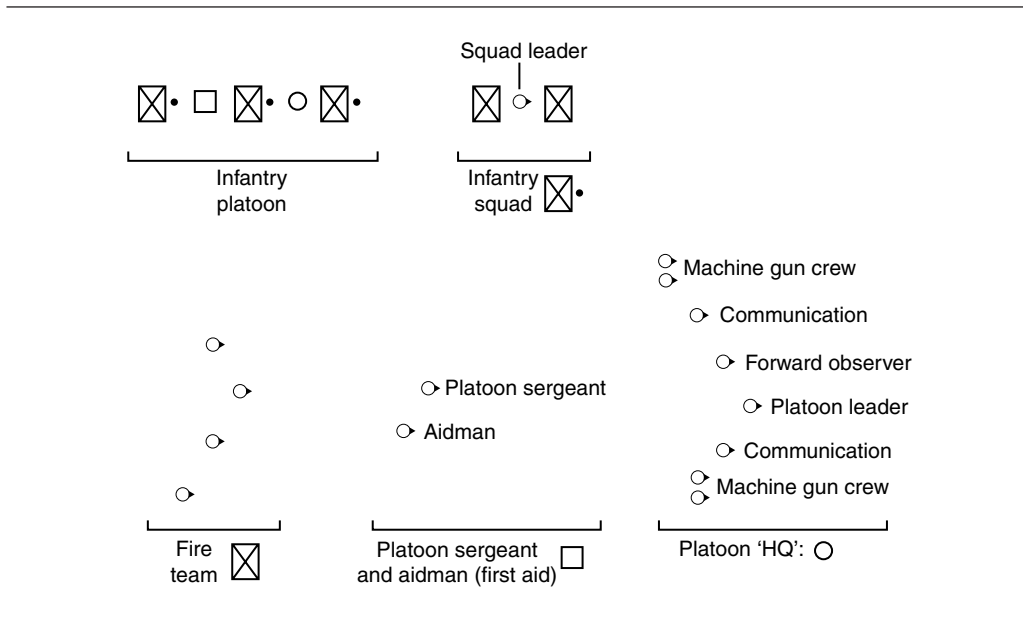 Squad leader
Infantry
platoon
Infantry
squad
Machine gun crew
Communication
Forward observer
Platoon sergeant
Platoon leader
Aidman
Communication
Machine gun crew
Fire
team
Platoon sergeant
and aidman (first aid)
Platoon ‘HQ’: